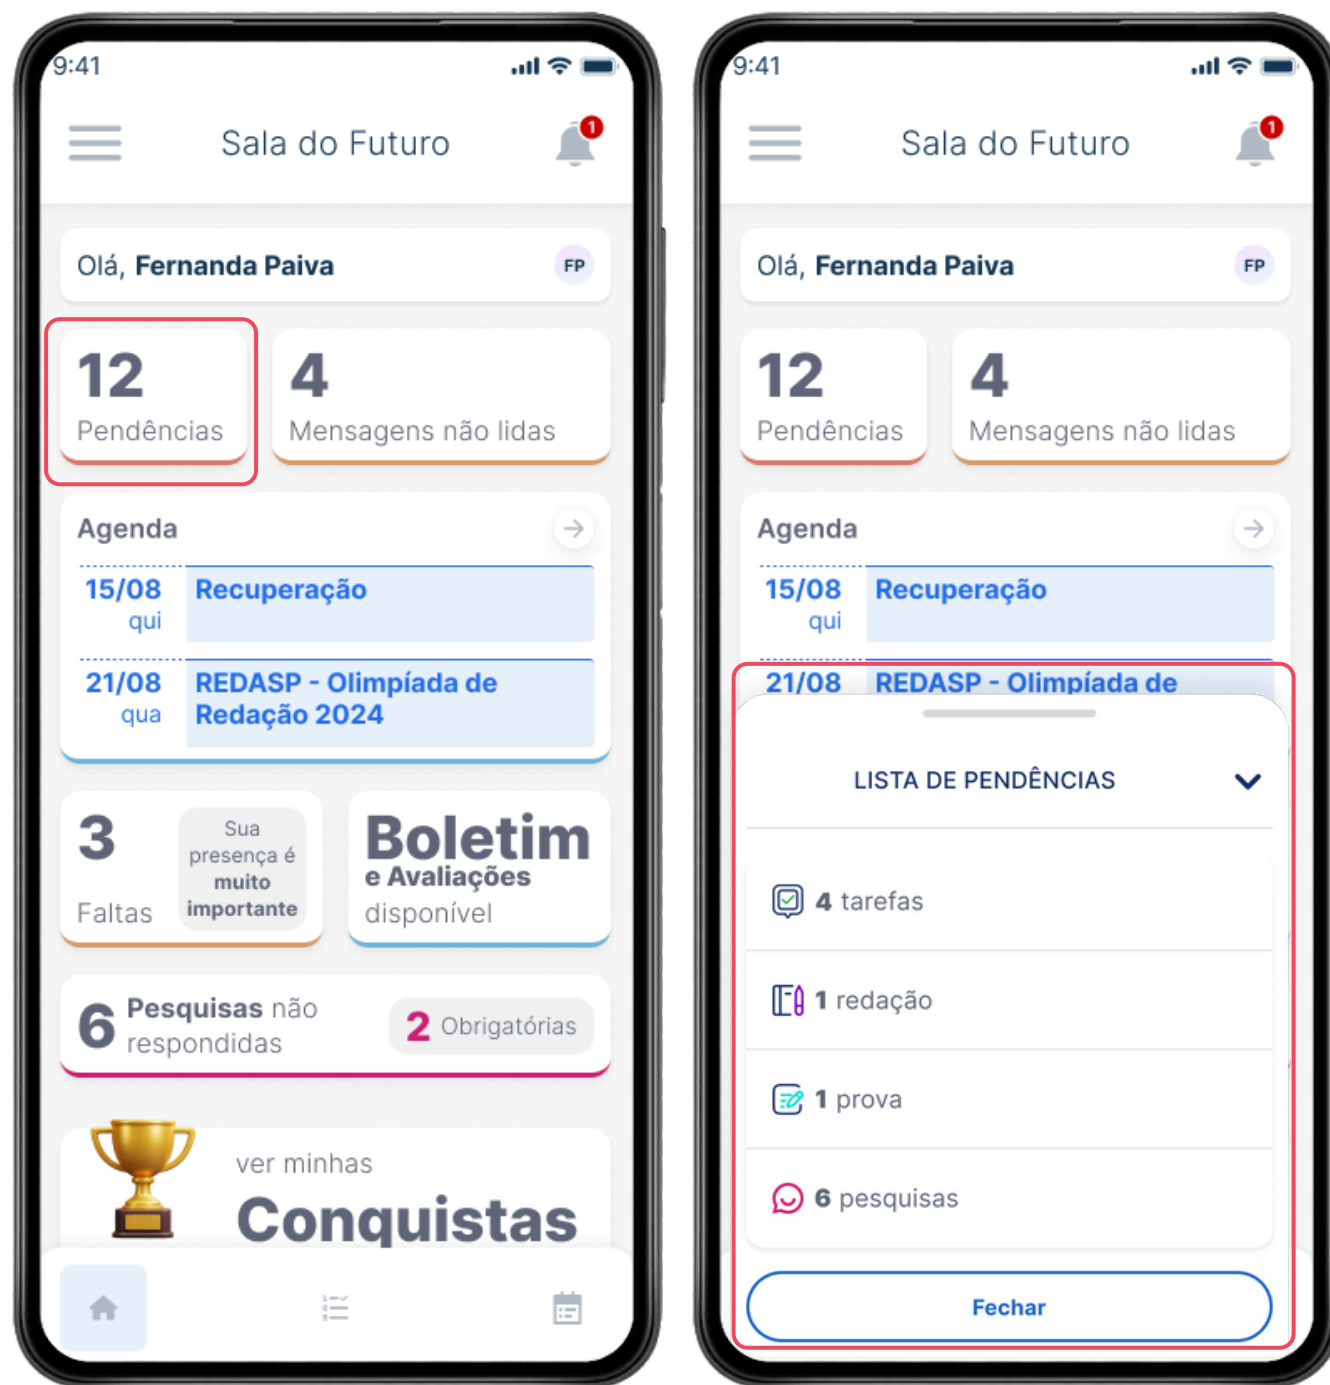 9:41
Sala do Futuro
1
Olá, Fernanda Paiva
FP
12
Pendências
4
Mensagens não lidas
Agenda
15/08
qui
Recuperação
21/08
qua
REDASP - Olimpíada de
Redação 2024
3
Faltas
Sua
presença é
muito
importante
Boletim
e Avaliações
disponível
6
Pesquisas não
respondidas
2 Obrigatórias
ver minhas
Conquistas
9:41
Sala do Futuro
1
Olá, Fernanda Paiva
FP
12
Pendências
4
Mensagens não lidas
Agenda
15/08
qui
Recuperação
21/08
REDASP - Olimpíada de
LISTA DE PENDÊNCIAS
4 tarefas
1 redação
1 prova
6 pesquisas
Fechar